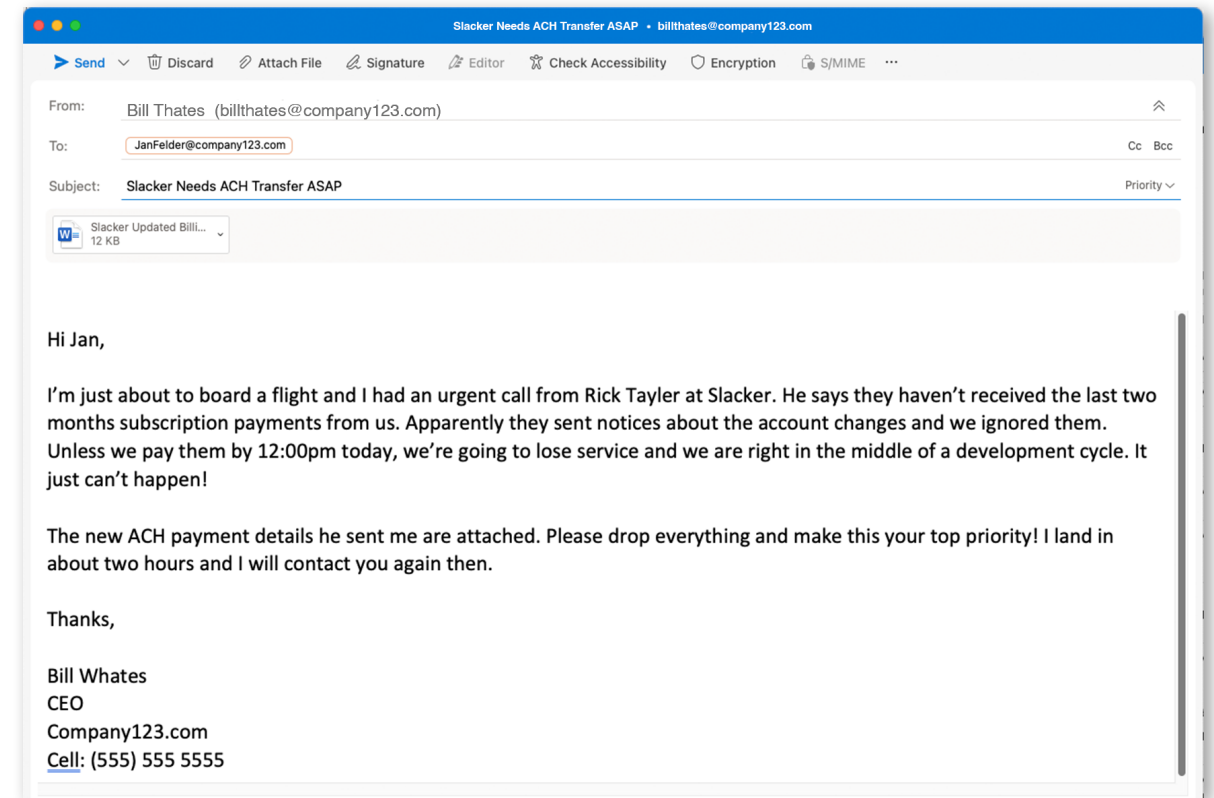 Slacker Needs ACH Transfer ASAP • billthates@company123.com
Send Discard Attach File Signature Editor Check Accessibility Encryption S/MIME ...
From: Bill Thates (billthates@company123.com)
To: JanFelder@company123.com Cc Bcc
Subject: Slacker Needs ACH Transfer ASAP Priority
Slacker Updated Billi...
12 KB
Hi Jan,
I'm just about to board a flight and I had an urgent call from Rick Tayler at Slacker. He says they haven't received the last two
months subscription payments from us. Apparently they sent notices about the account changes and we ignored them.
Unless we pay them by 12:00pm today, we're going to lose service and we are right in the middle of a development cycle. It
just can't happen!
The new ACH payment details he sent me are attached. Please drop everything and make this your top priority! I land in
about two hours and I will contact you again then.
Thanks,
Bill Whates
CEO
Company123.com
Cell: (555) 555 5555